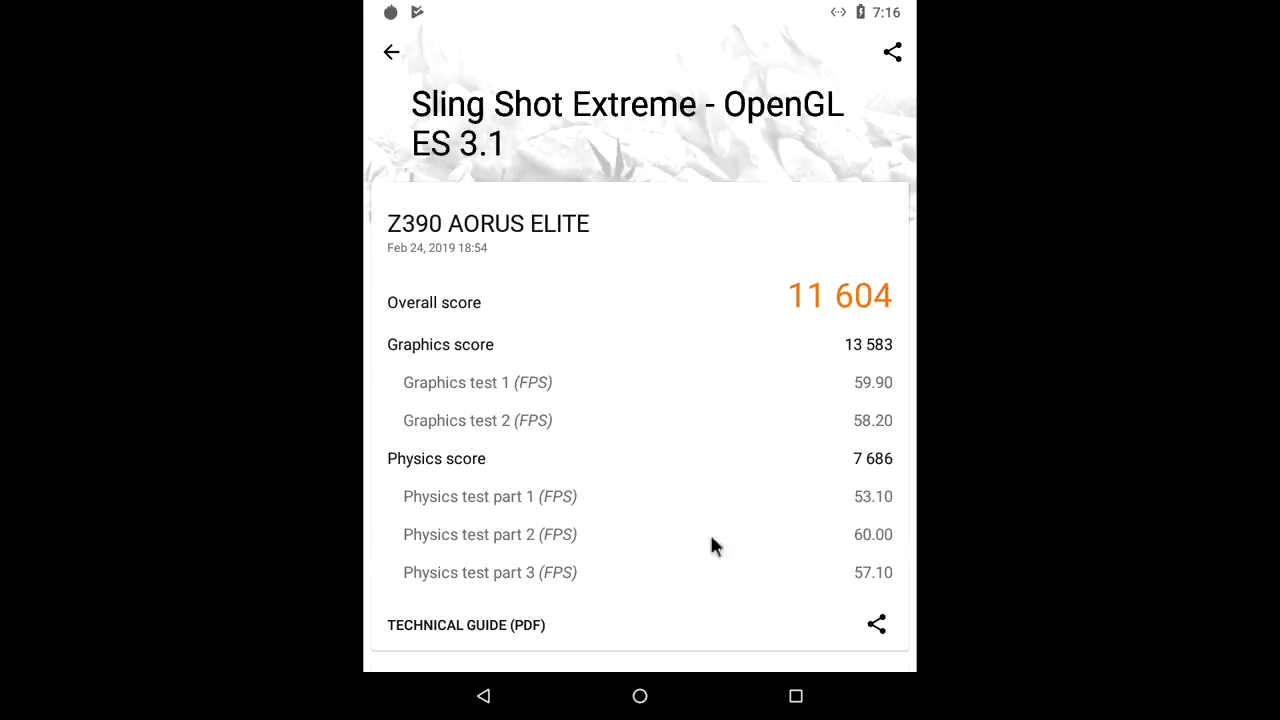 7:16
Sling Shot Extreme - OpenGL
ES 3.1
Z390 AORUS ELITE
Feb 24, 2019 18:54
Overall score 11 604
Graphics score 13 583
Graphics test 1 (FPS) 59.90
Graphics test 2 (FPS) 58.20
Physics score 7 686
Physics test part 1 (FPS) 53.10
Physics test part 2 (FPS) 60.00
Physics test part 3 (FPS) 57.10
TECHNICAL GUIDE (PDF)